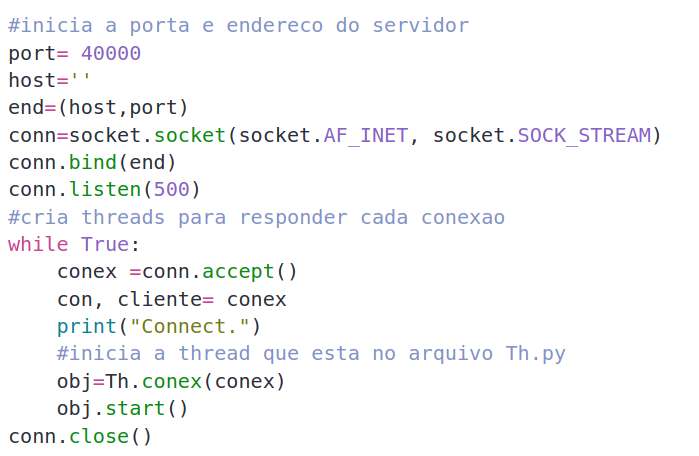 #inicia a porta e endereco do servidor
port= 40000
host=''
end=(host,port)
conn=socket.socket(socket.AF_INET, socket.SOCK_STREAM)
conn.bind(end)
conn.listen(500)
#cria threads para responder cada conexao
while True:
    conex =conn.accept()
    con, cliente= conex
    print("Connect.")
    #inicia a thread que esta no arquivo Th.py
    obj=Th.conex(conex)
    obj.start()
conn.close()